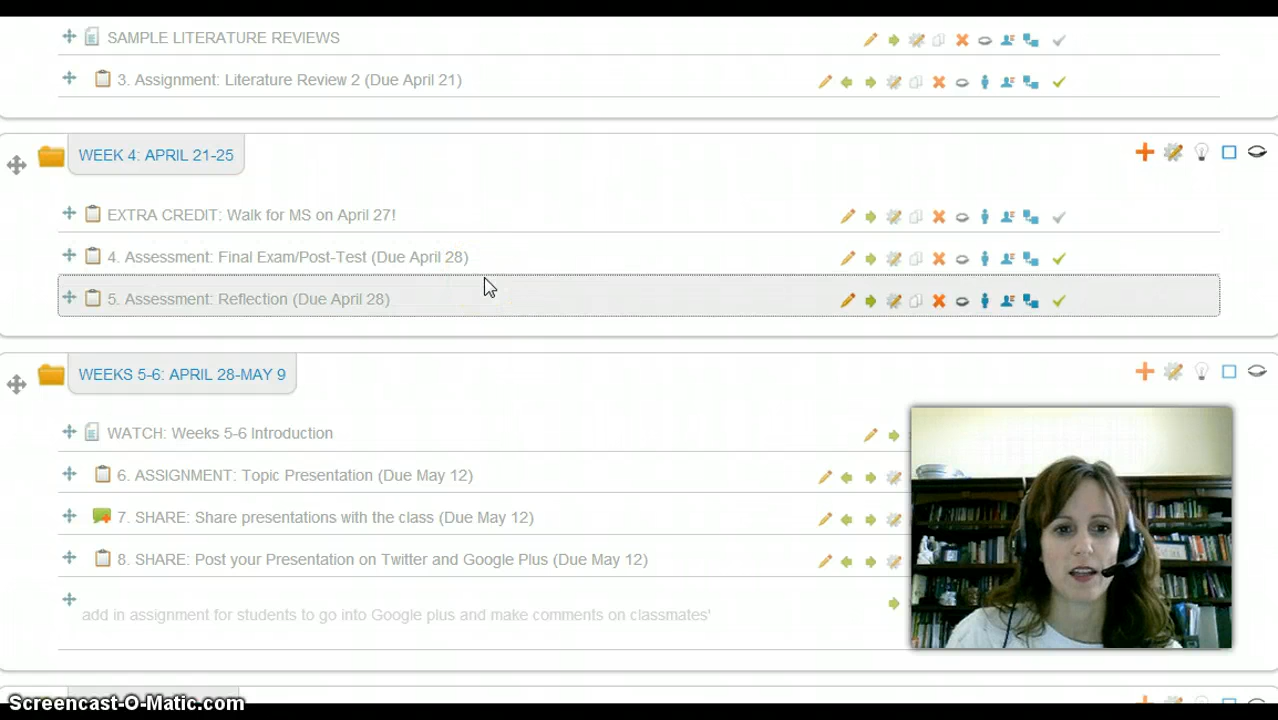 SAMPLE LITERATURE REVIEWS
3. Assignment: Literature Review 2 (Due April 21)
WEEK 4: APRIL 21-25
EXTRA CREDIT: Walk for MS on April 27!
4. Assessment: Final Exam/Post-Test (Due April 28)
5. Assessment: Reflection (Due April 28)
WEEKS 5-6: APRIL 28-MAY 9
WATCH: Weeks 5-6 Introduction
6. ASSIGNMENT: Topic Presentation (Due May 12)
7. SHARE: Share presentations with the class (Due May 12)
8. SHARE: Post your Presentation on Twitter and Google Plus (Due May 12)
add in assignment for students to go into Google plus and make comments on classmates'
Screencast-O-Matic.com